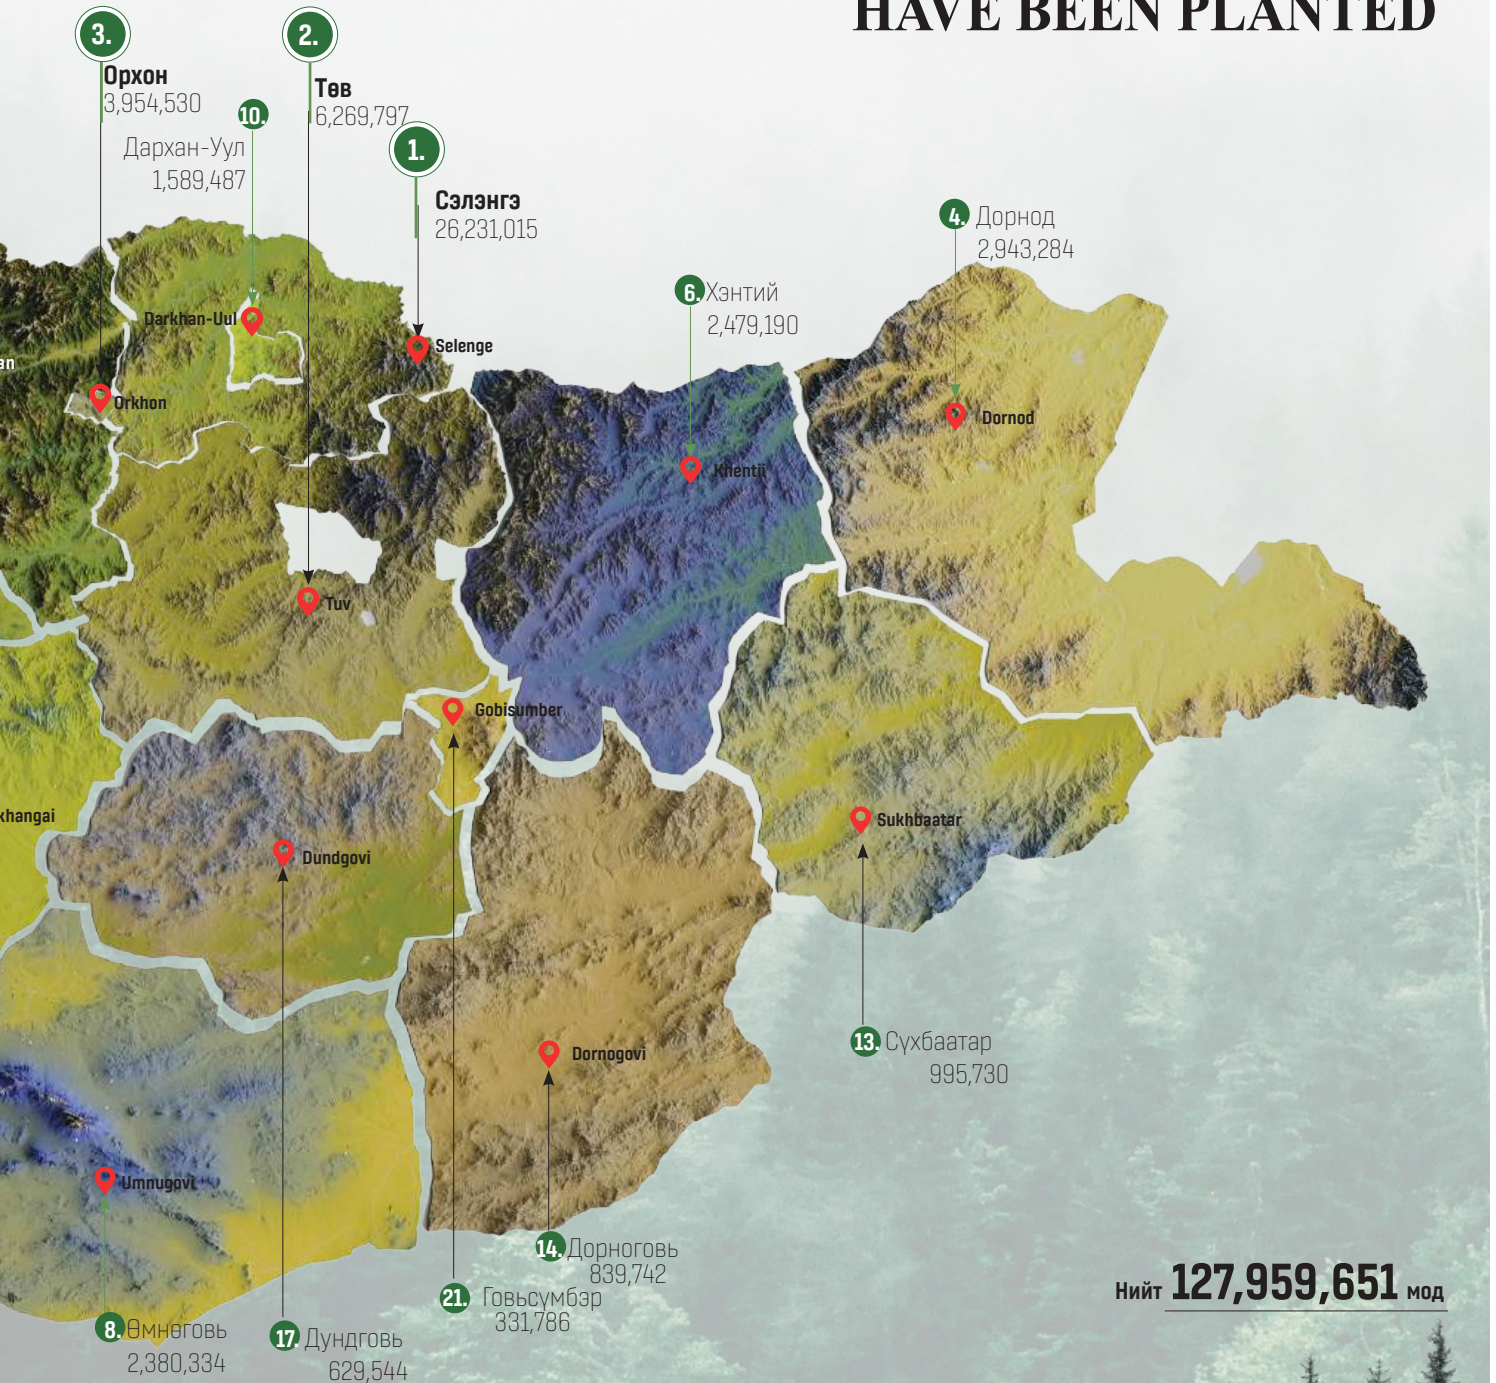 HAVE BEEN PLANTED
3.
Орхон
3,954,530
2.
Төв
6,269,797
10.
Дархан-Уул
1,589,487
1.
Сэлэнгэ
26,231,015
4. Дорнод
2,943,284
6. Хэнтий
2,479,190
Darkhan-Uul
Selenge
an
Orkhon
Dornod
Khentii
Tuv
Gobisumber
khangai
Sukhbaatar
Dundgovi
Dornogovi
Umnugovi
13. Сүхбаатар
995,730
14. Дорноговь
839,742
21. Говьсүмбэр
331,786
8. Өмнөговь
2,380,334
17. Дундговь
629,544
Нийт 127,959,651 мод